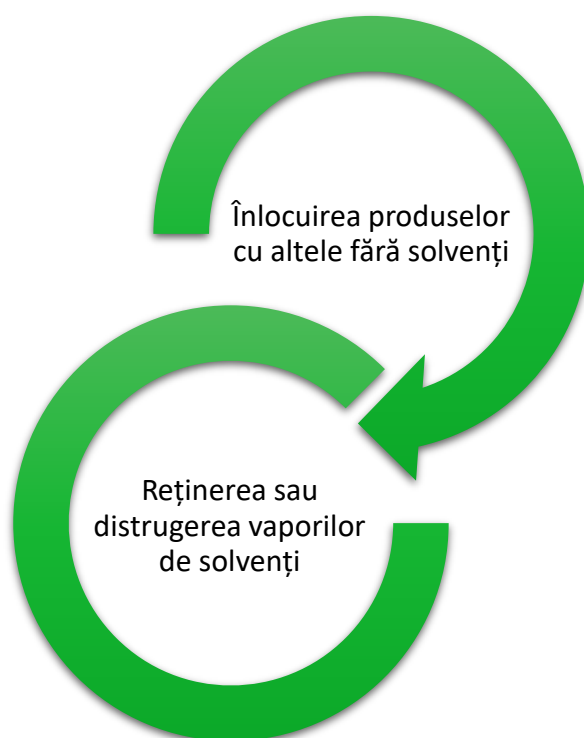 Înlocuirea produselor
cu altele fără solvenți
Reținerea sau
distrugerea vaporilor
de solvenți